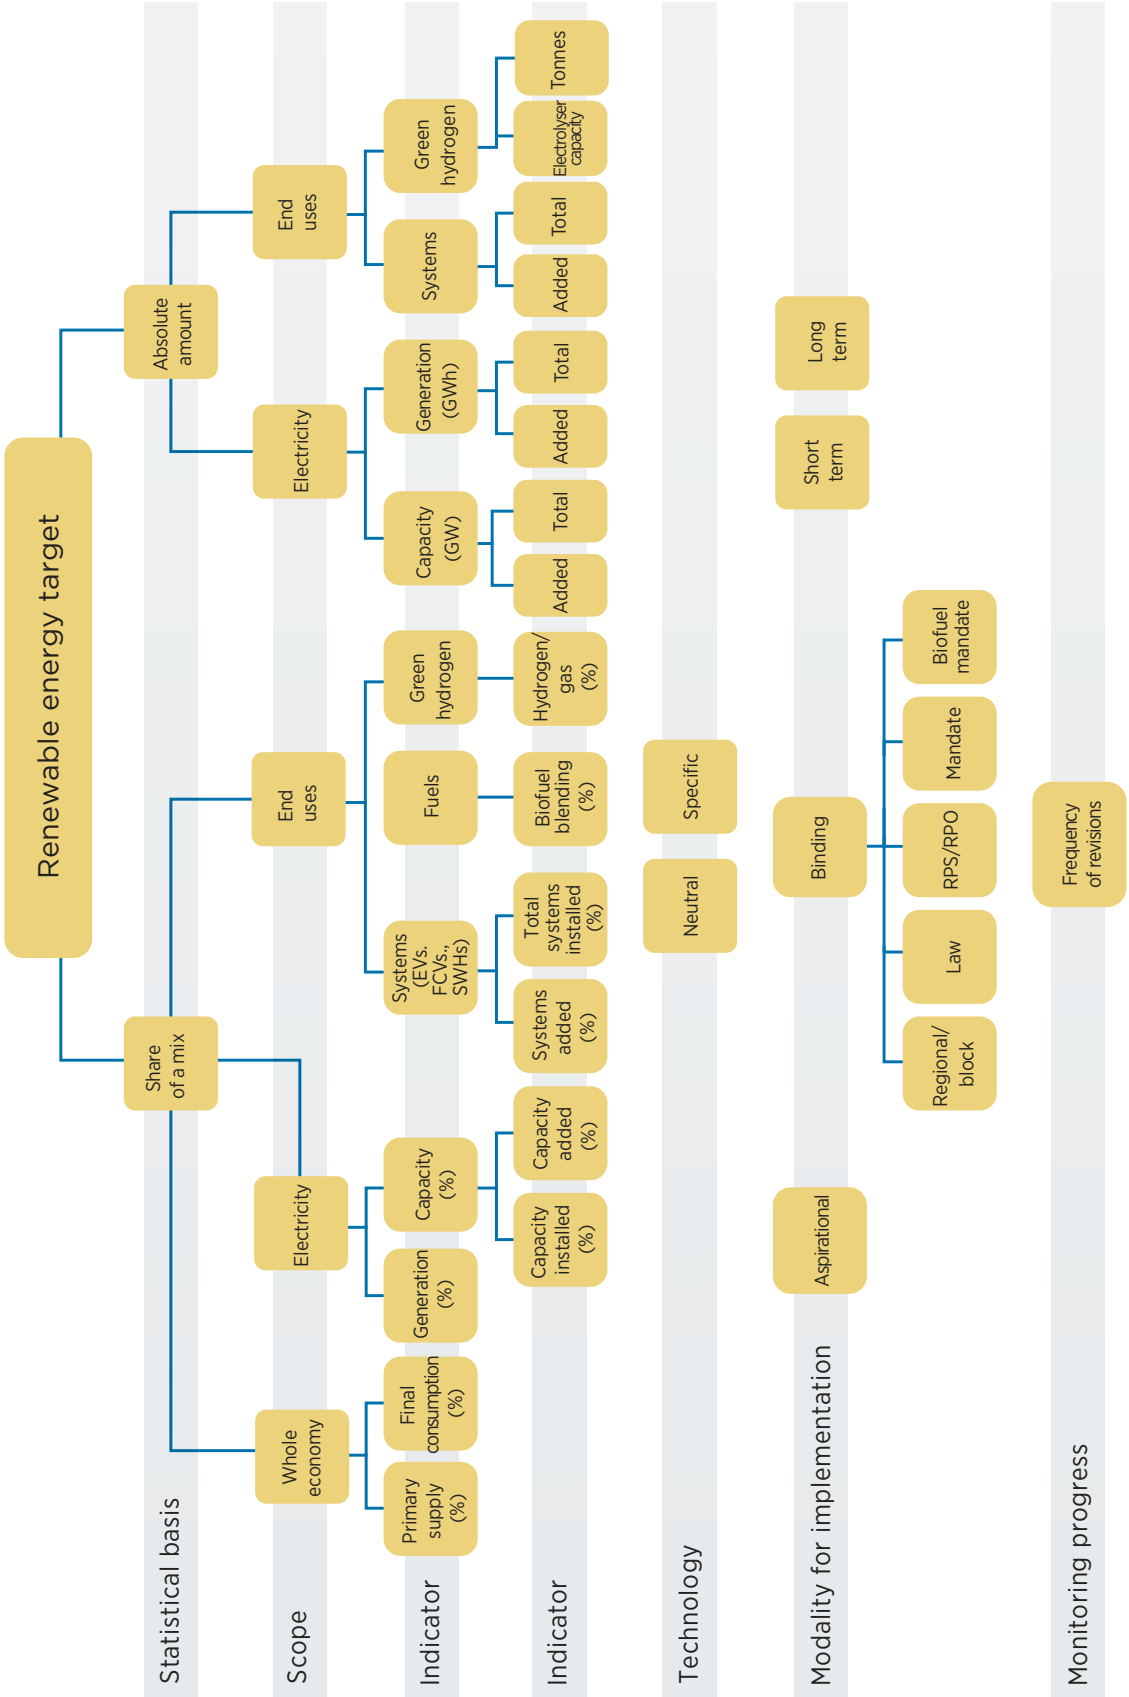 Renewable energy target
Statistical basis
Share
of a mix
Absolute
amount
Scope
Whole
economy
Electricity
End
uses
Electricity
End
uses
Indicator
Primary
supply
(%)
Final
consumption
(%)
Generation
(%)
Capacity
(%)
Systems
(EVs.
FCVs.,
SWHs)
Fuels
Green
hydrogen
Capacity
(GW)
Generation
(GWh)
Systems
Green
hydrogen
Indicator
Capacity
installed
(%)
Capacity
added
(%)
Systems
added
(%)
Total
systems
installed
(%)
Biofuel
blending
(%)
Hydrogen/
gas
(%)
Added
Total
Added
Total
Added
Total
Electrolyser
capacity
Tonnes
Technology
Neutral
Specific
Modality for implementation
Aspirational
Binding
Short
term
Long
term
Regional/
block
Law
RPS/RPO
Mandate
Biofuel
mandate
Monitoring progress
Frequency
of revisions